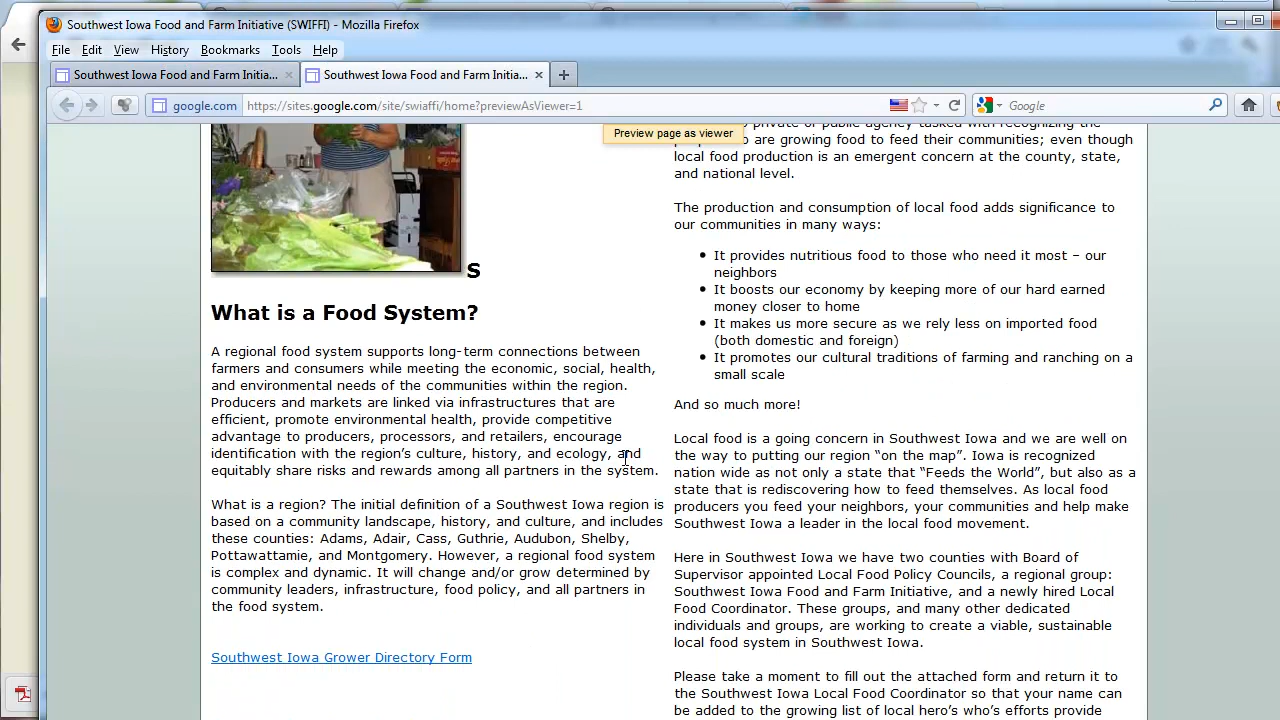 Southwest Iowa Food and Farm Initiative (SWIFFI) - Mozilla Firefox
File Edit View History Bookmarks Tools Help
Southwest Iowa Food and Farm Initia...
Southwest Iowa Food and Farm Initia...
google.com
https://sites.google.com/site/swiaffi/home?previewAsViewer=1
Google
Preview page as viewer
S
What is a Food System?
A regional food system supports long-term connections between
farmers and consumers while meeting the economic, social, health,
and environmental needs of the communities within the region.
Producers and markets are linked via infrastructures that are
efficient, promote environmental health, provide competitive
advantage to producers, processors, and retailers, encourage
identification with the region's culture, history, and ecology, and
equitably share risks and rewards among all partners in the system.
What is a region? The initial definition of a Southwest Iowa region is
based on a community landscape, history, and culture, and includes
these counties: Adams, Adair, Cass, Guthrie, Audubon, Shelby,
Pottawattamie, and Montgomery. However, a regional food system
is complex and dynamic. It will change and/or grow determined by
community leaders, infrastructure, food policy, and all partners in
the food system.
Southwest Iowa Grower Directory Form
private or public agency tasked with recognizing the
are growing food to feed their communities; even though
local food production is an emergent concern at the county, state,
and national level.
The production and consumption of local food adds significance to
our communities in many ways:
It provides nutritious food to those who need it most – our
neighbors
It boosts our economy by keeping more of our hard earned
money closer to home
It makes us more secure as we rely less on imported food
(both domestic and foreign)
It promotes our cultural traditions of farming and ranching on a
small scale
And so much more!
Local food is a going concern in Southwest Iowa and we are well on
the way to putting our region “on the map”. Iowa is recognized
nation wide as not only a state that “Feeds the World”, but also as a
state that is rediscovering how to feed themselves. As local food
producers you feed your neighbors, your communities and help make
Southwest Iowa a leader in the local food movement.
Here in Southwest Iowa we have two counties with Board of
Supervisor appointed Local Food Policy Councils, a regional group:
Southwest Iowa Food and Farm Initiative, and a newly hired Local
Food Coordinator. These groups, and many other dedicated
individuals and groups, are working to create a viable, sustainable
local food system in Southwest Iowa.
Please take a moment to fill out the attached form and return it to
the Southwest Iowa Local Food Coordinator so that your name can
be added to the growing list of local hero's who's efforts provide